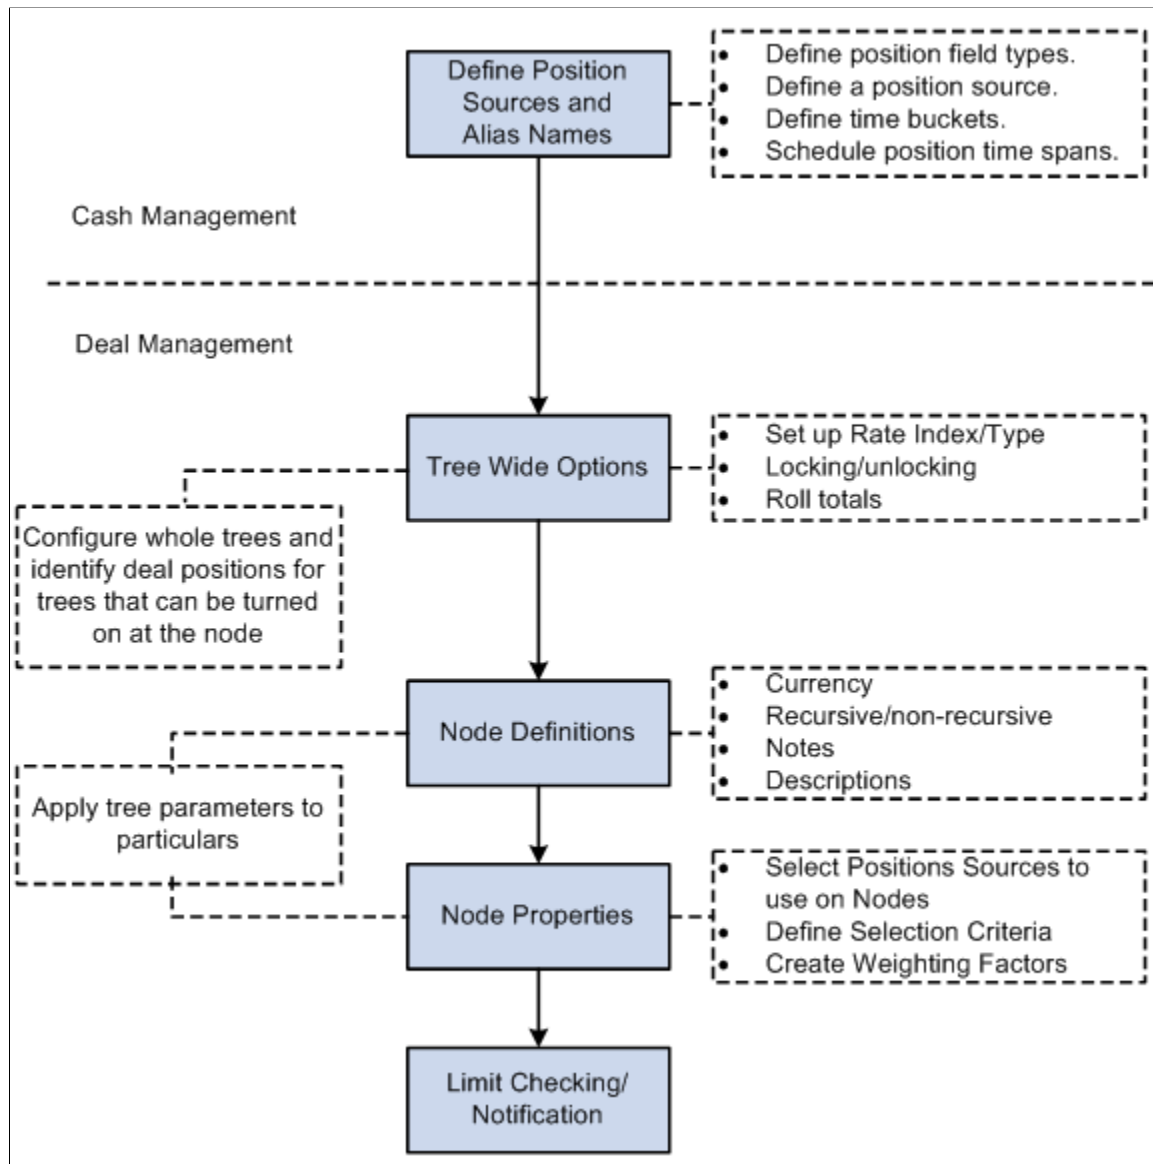 Define Position
Sources and
Alias Names
• Define position field types.
• Define a position source.
• Define time buckets.
• Schedule position time spans.
Cash Management
Deal Management
Tree Wide Options
• Set up Rate Index/Type
• Locking/unlocking
• Roll totals
Configure whole trees and
identify deal positions for
trees that can be turned
on at the node
Node Definitions
• Currency
• Recursive/non-recursive
• Notes
• Descriptions
Apply tree parameters to
particulars
Node Properties
• Select Positions Sources to
use on Nodes
• Define Selection Criteria
• Create Weighting Factors
Limit Checking/
Notification